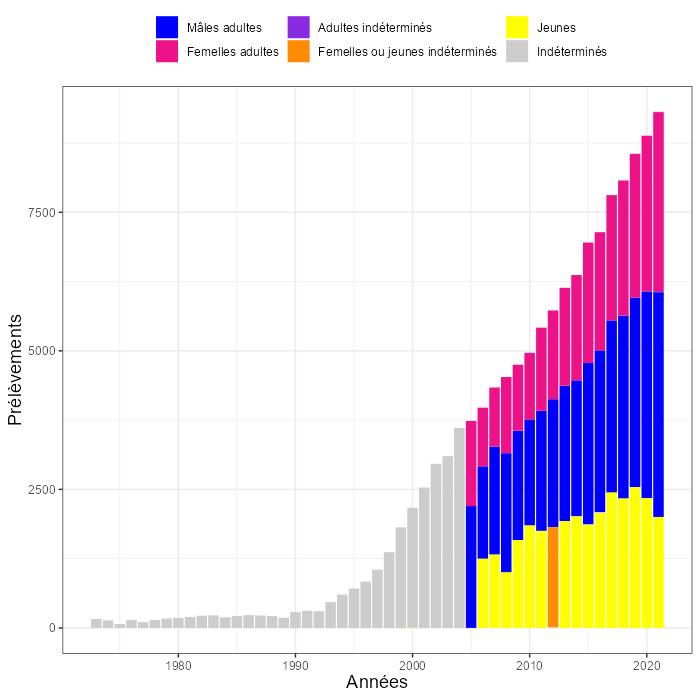 Mâles adultes
Adultes indéterminés
Jeunes
Femelles adultes
Femelles ou jeunes indéterminés
Indéterminés
7500
5000
2500
0
Prélèvements
1980 1990 2000 2010 2020
Années